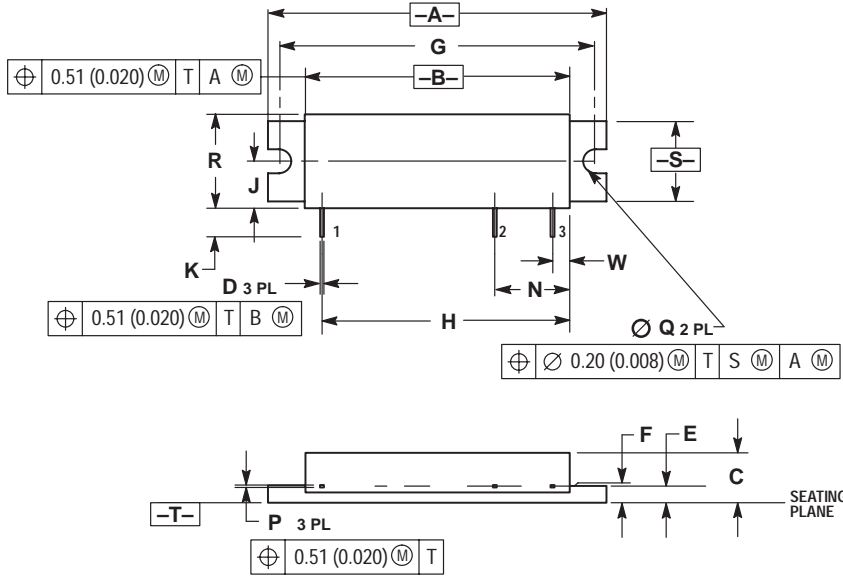 –A–
G
⌖ 0.51 (0.020) Ⓜ T A Ⓜ
–B–
R
J
–S–
1
2
3
K
W
D 3 PL
N
⌖ 0.51 (0.020) Ⓜ T B Ⓜ
H
∅ Q 2 PL
⌖ ∅ 0.20 (0.008) Ⓜ T S Ⓜ A Ⓜ
F
E
C
SEATING
PLANE
–T–
P 3 PL
⌖ 0.51 (0.020) Ⓜ T